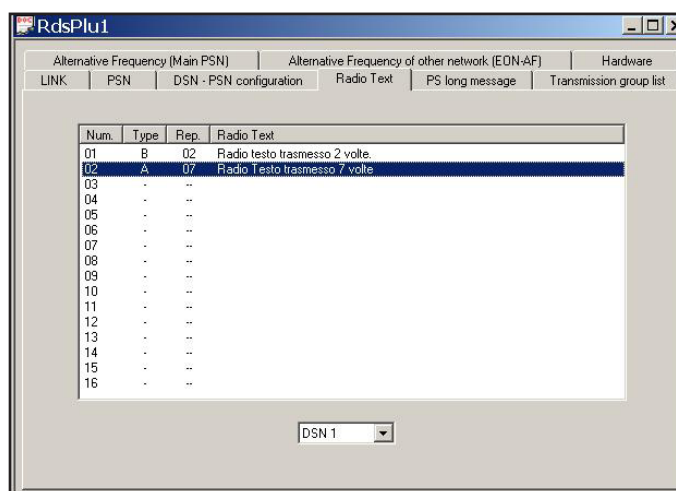 RdsPlu1
Alternative Frequency (Main PSN) Alternative Frequency of other network (EON-AF) Hardware
LINK PSN DSN - PSN configuration Radio Text PS long message Transmission group list
Num. Type Rep. Radio Text
01 B 02 Radio testo trasmesso 2 volte.
02 A 07 Radio Testo trasmesso 7 volte
03 - --
04 - --
05 - --
06 - --
07 - --
08 - --
09 - --
10 - --
11 - --
12 - --
13 - --
14 - --
15 - --
16 - --
DSN 1